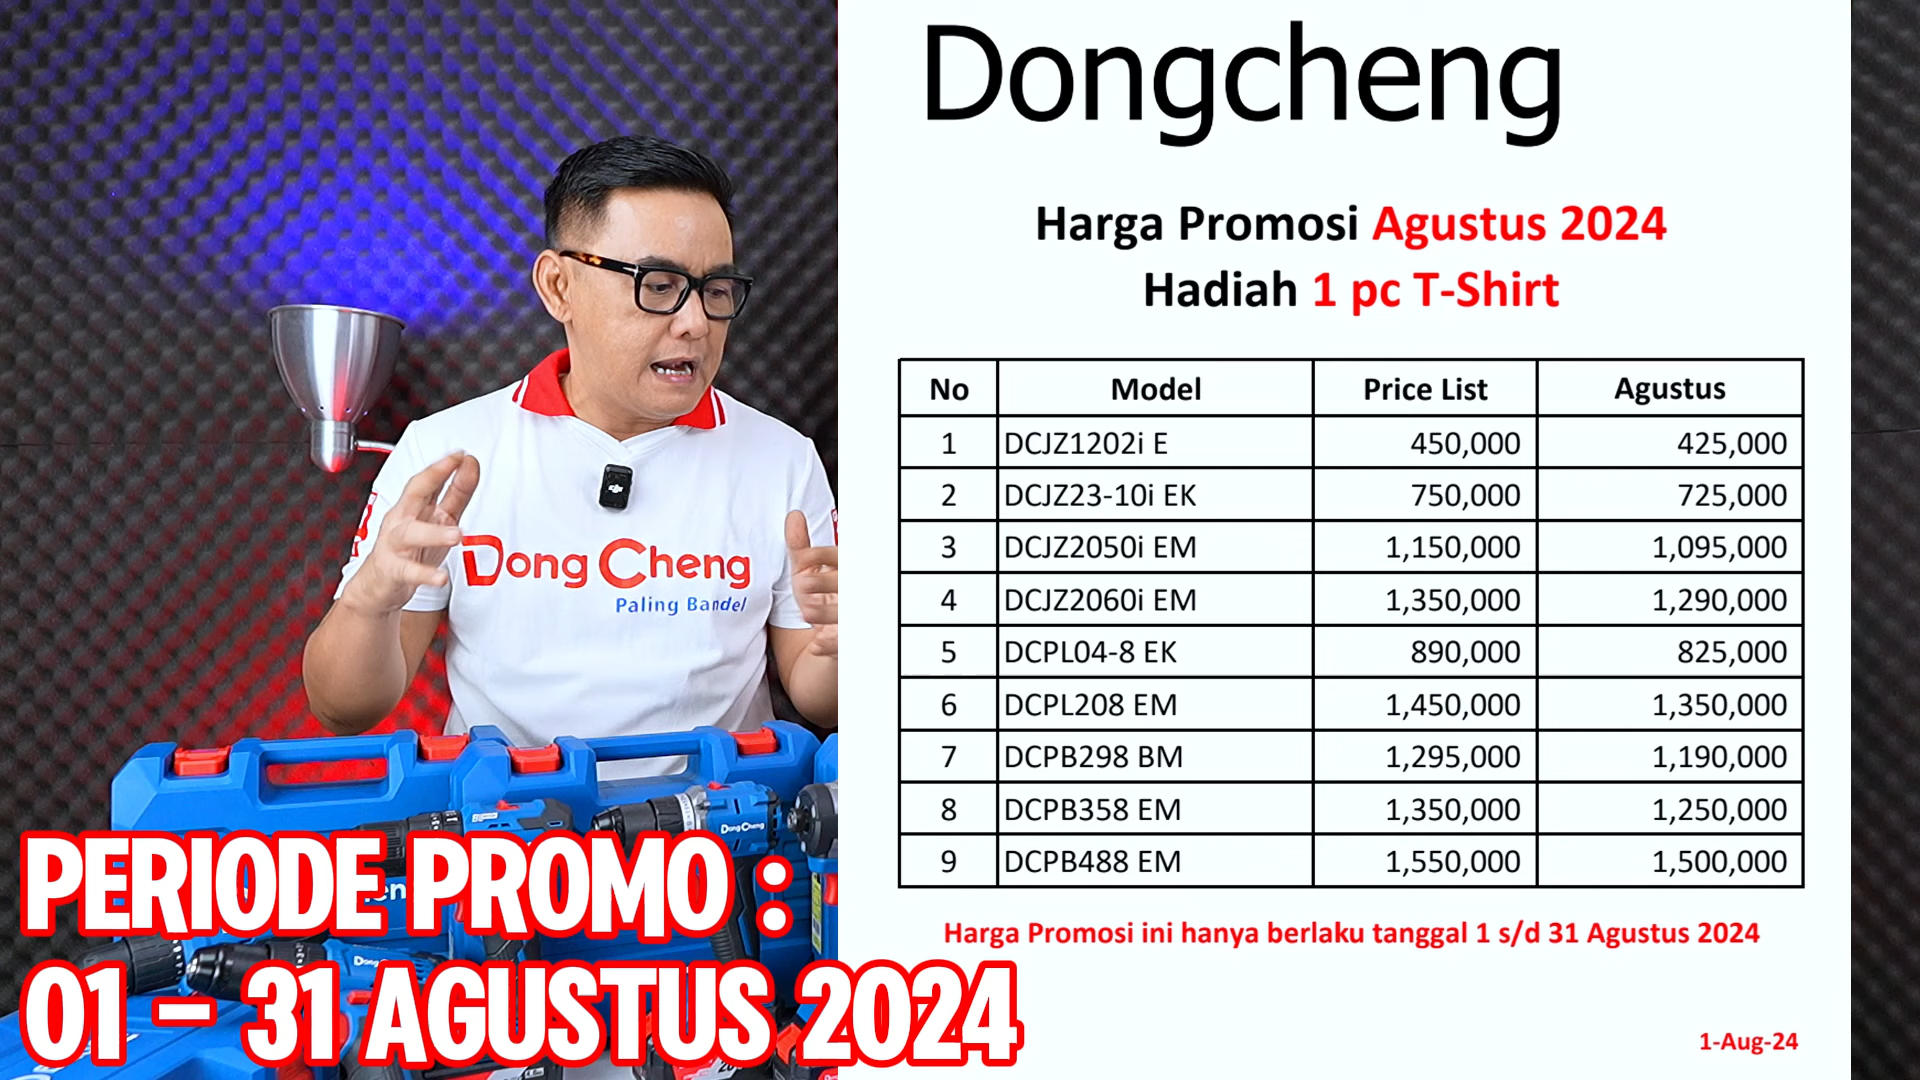 Dongcheng
Harga Promosi Agustus 2024
Hadiah 1 pc T-Shirt
No Model Price List Agustus
1 DCJZ1202i E 450,000 425,000
2 DCJZ23-10i EK 750,000 725,000
3 DCJZ2050i EM 1,150,000 1,095,000
4 DCJZ2060i EM 1,350,000 1,290,000
5 DCPL04-8 EK 890,000 825,000
6 DCPL208 EM 1,450,000 1,350,000
7 DCPB298 BM 1,295,000 1,190,000
8 DCPB358 EM 1,350,000 1,250,000
9 DCPB488 EM 1,550,000 1,500,000
Harga Promosi ini hanya berlaku tanggal 1 s/d 31 Agustus 2024
1-Aug-24
Dong Cheng
Paling Bandel
DongCheng
PERIODE PROMO :
01 - 31 AGUSTUS 2024